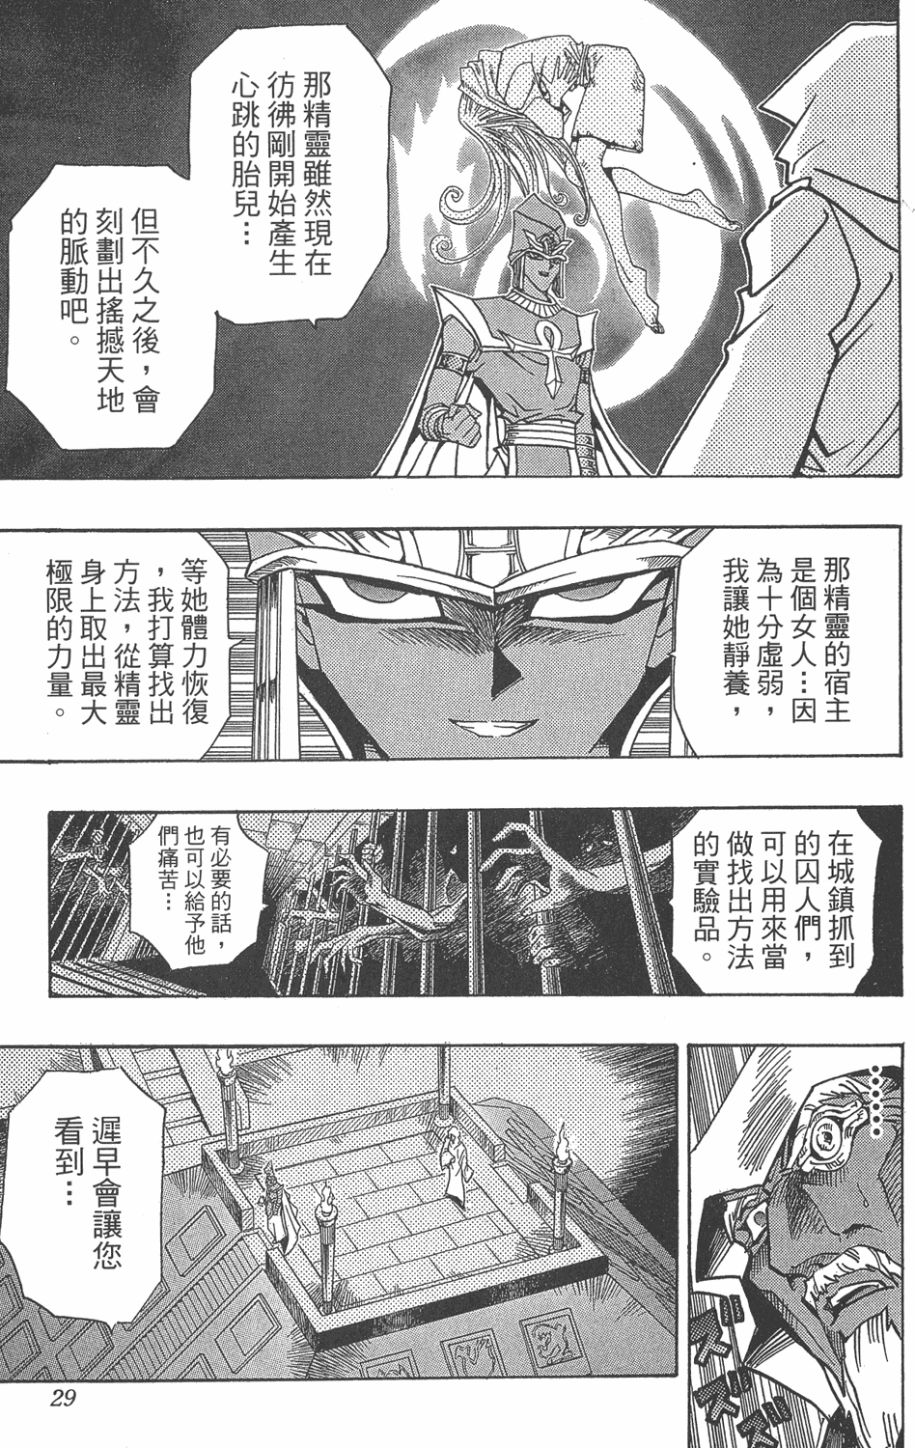 那精靈雖然現在
彷彿剛開始產生
心跳的胎兒…
但不久之後，會
刻劃出搖撼天地
的脈動吧。
那精靈的宿主
是個女人…因
為十分虛弱，
我讓她靜養，
等她體力恢復
，我打算找出
方法，從精靈
身上取出最大
極限的力量。
在城鎮抓到
的囚人們，
可以用來當
做找出方法
的實驗品。
有必要的話，
也可以給予他
們痛苦…
……
ズズズ
ズズズ
遲早會讓您
看到…
29